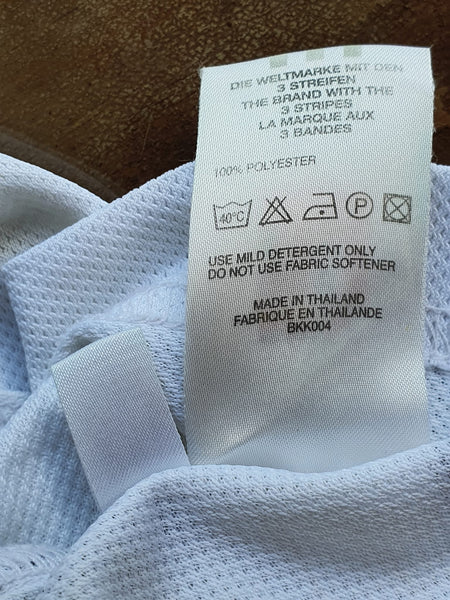 DIE WELTMARKE MIT DEN
3 STREIFEN
THE BRAND WITH THE
3 STRIPES
LA MARQUE AUX
3 BANDES
100% POLYESTER
40°C P
USE MILD DETERGENT ONLY
DO NOT USE FABRIC SOFTENER
MADE IN THAILAND
FABRIQUE EN THAILANDE
BKK004